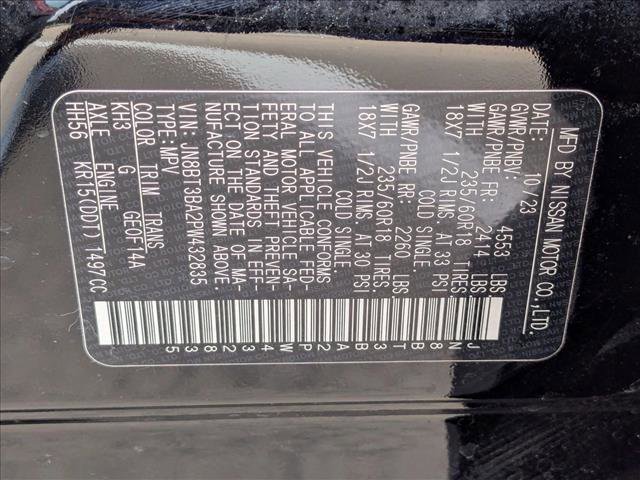 MFD BY NISSAN MOTOR CO.,LTD.
DATE: 10/23
GVWR/PNBV: 4553 LBS
GAWR/PNBE FR: 2414 LBS.
WITH 235/60R18 TIRES.
18X7 1/2J RIMS AT 33 PSI
COLD SINGLE
GAWR/PNBE RR: 2260 LBS.
WITH 235/60R18 TIRES.
18X7 1/2J RIMS AT 30 PSI
COLD SINGLE
THIS VEHICLE CONFORMS
TO ALL APPLICABLE FED-
ERAL MOTOR VEHICLE SA-
FETY AND THEFT PREVEN-
TION STANDARDS IN EFF-
ECT ON THE DATE OF MA-
NUFACTURE SHOWN ABOVE.
VIN: JN8BT3BA2PW432835
TYPE: MPV
COLOR TRIM TRANS
KH3 G GE0F14A
AXLE ENGINE
HH56 KR15(DDT) 1497CC
JN8BT3BA2PW432835